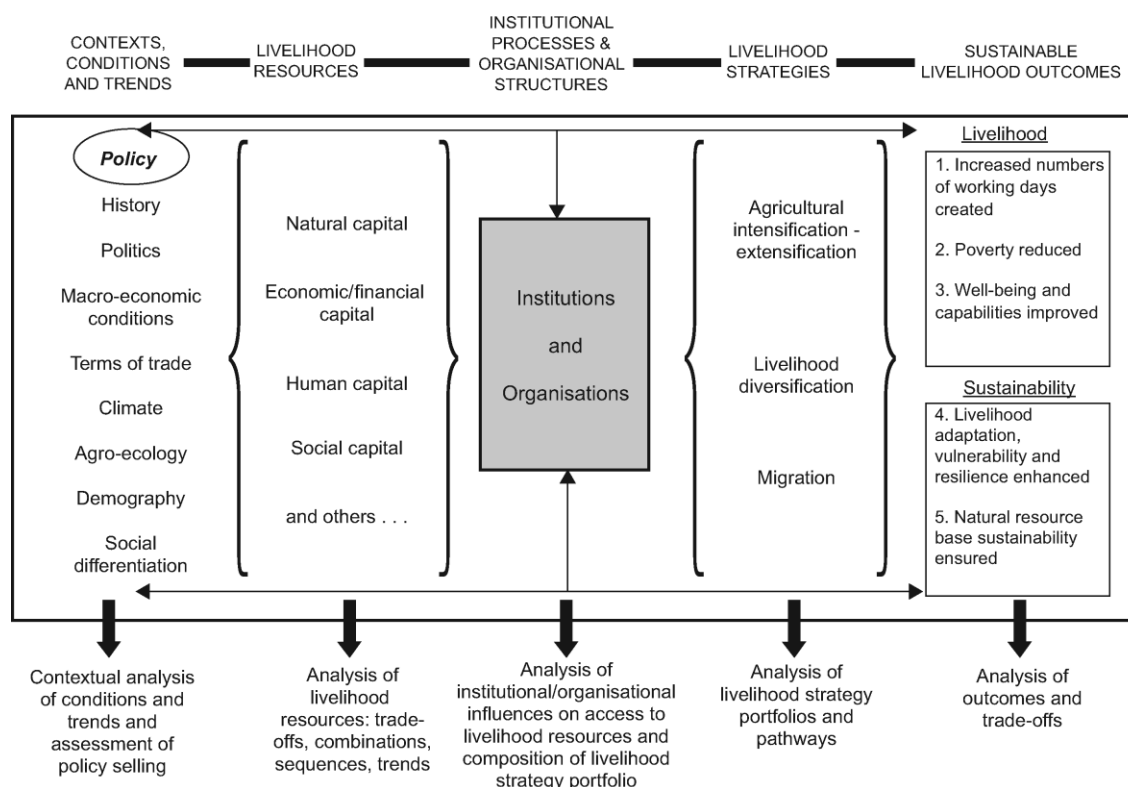 CONTEXTS,
CONDITIONS
AND TRENDS
LIVELIHOOD
RESOURCES
INSTITUTIONAL
PROCESSES &
ORGANISATIONAL
STRUCTURES
LIVELIHOOD
STRATEGIES
SUSTAINABLE
LIVELIHOOD OUTCOMES
Policy
History
Politics
Macro-economic
conditions
Terms of trade
Climate
Agro-ecology
Demography
Social
differentiation
Natural capital
Economic/financial
capital
Human capital
Social capital
and others . . .
Institutions
and
Organisations
Agricultural
intensification -
extensification
Livelihood
diversification
Migration
Livelihood
1. Increased numbers
of working days
created
2. Poverty reduced
3. Well-being and
capabilities improved
Sustainability
4. Livelihood
adaptation,
vulnerability and
resilience enhanced
5. Natural resource
base sustainability
ensured
Contextual analysis
of conditions and
trends and
assessment of
policy selling
Analysis of
livelihood
resources: trade-
offs, combinations,
sequences, trends
Analysis of
institutional/organisational
influences on access to
livelihood resources and
composition of livelihood
strategy portfolio
Analysis of
livelihood strategy
portfolios and
pathways
Analysis of
outcomes and
trade-offs